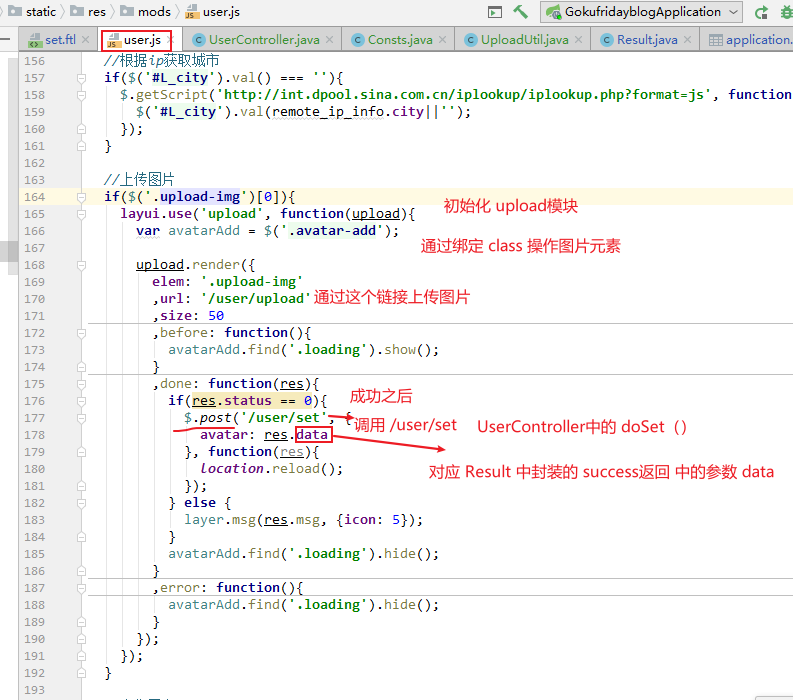 static res mods user.js GokufridayblogApplication
set.ftl user.js UserController.java Consts.java UploadUtil.java Result.java application.
156 //根据ip获取城市
157 if($('#L_city').val() === ''){
158 $.getScript('http://int.dpool.sina.com.cn/iplookup/iplookup.php?format=js', function
159 $('#L_city').val(remote_ip_info.city||'');
160 });
161 }
162
163 //上传图片
164 if($('.upload-img')[0]){
165 layui.use('upload', function(upload){ 初始化 upload模块
166 var avatarAdd = $('.avatar-add');
167 通过绑定 class 操作图片元素
168 upload.render({
169 elem: '.upload-img'
170 ,url: '/user/upload' 通过这个链接上传图片
171 ,size: 50
172 ,before: function(){
173 avatarAdd.find('.loading').show();
174 }
175 ,done: function(res){
176 if(res.status == 0){ 成功之后
177 $.post('/user/set', {
178 avatar: res.data 调用 /user/set UserController中的 doSet（）
179 }, function(res){
180 location.reload(); 对应 Result 中封装的 success返回 中的参数 data
181 });
182 } else {
183 layer.msg(res.msg, {icon: 5});
184 }
185 avatarAdd.find('.loading').hide();
186 }
187 ,error: function(){
188 avatarAdd.find('.loading').hide();
189 }
190 });
191 });
192 }
193